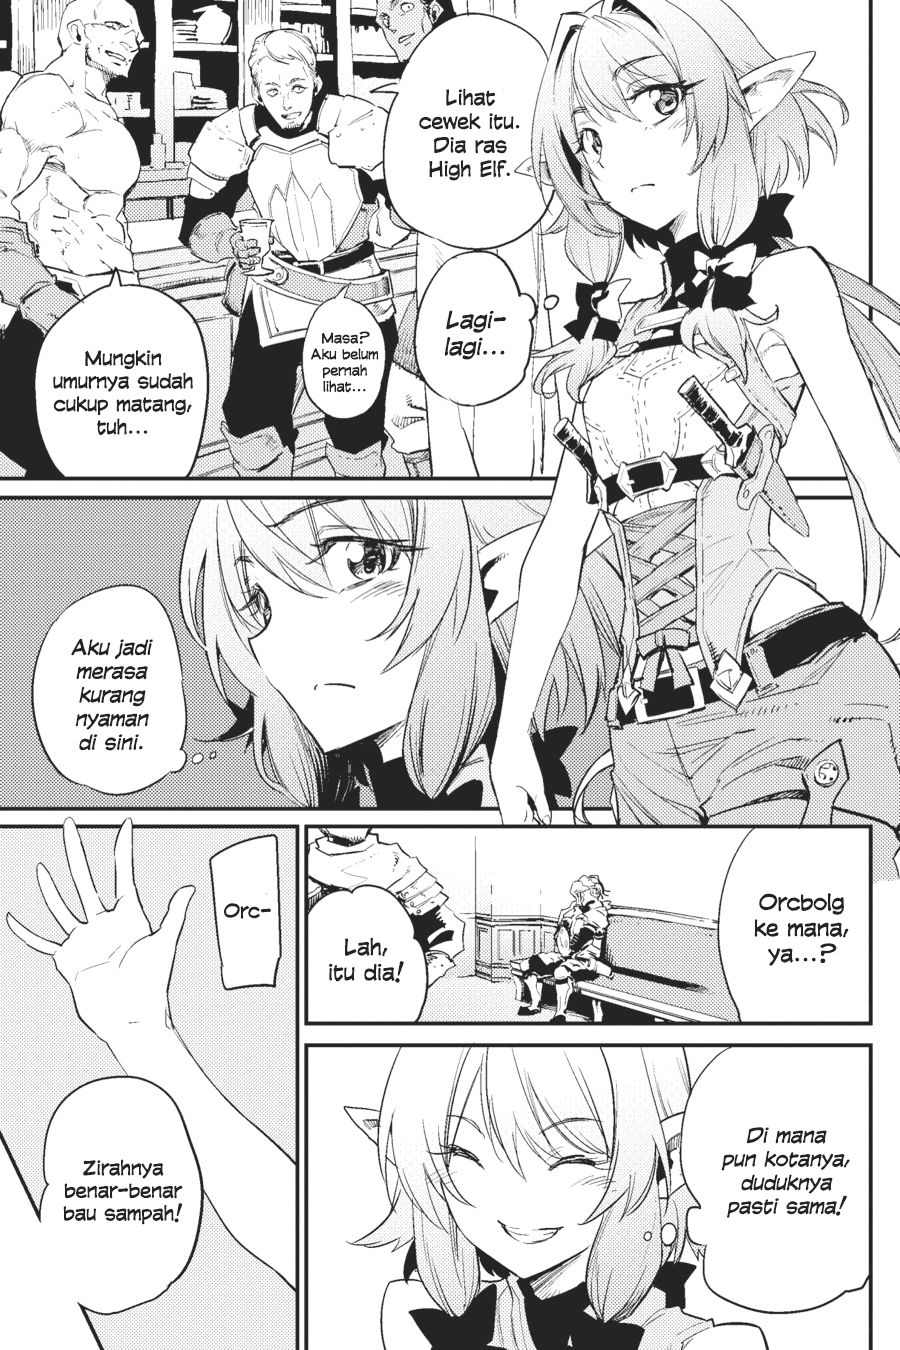 Lihat
cewek itu.
Dia ras
High Elf.
Lagi-
lagi...
Masa?
Aku belum
pernah
lihat...
Mungkin
umurnya sudah
cukup matang,
tuh...
Aku jadi
merasa
kurang
nyaman
di sini.
Orcbolg
ke mana,
ya...?
Lah,
itu dia!
Di mana
pun kotanya,
duduknya
pasti sama!
Orc-
Zirahnya
benar-benar
bau sampah!